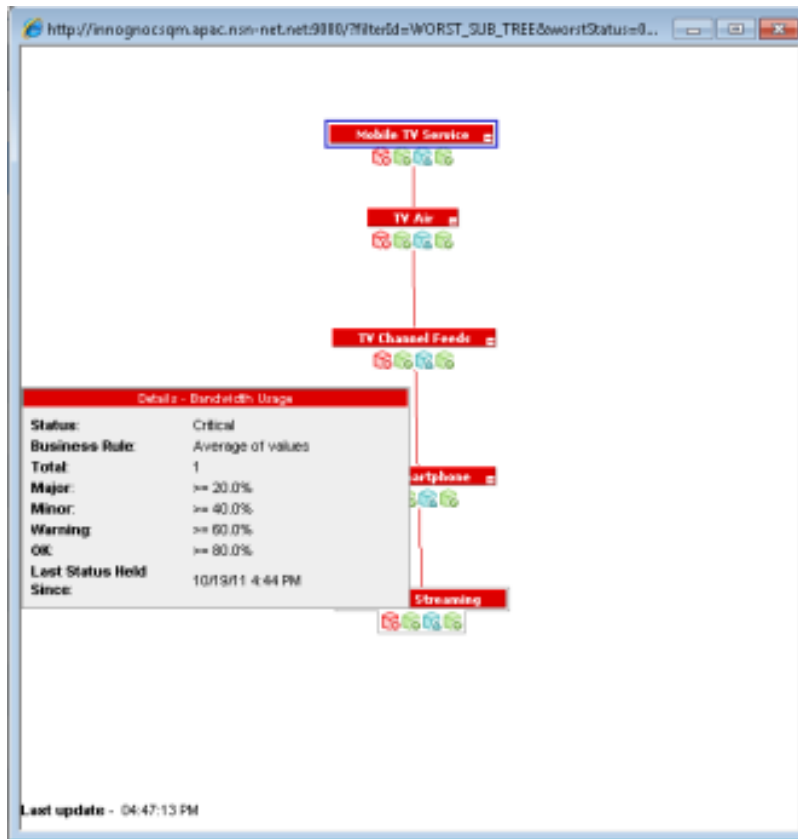 http://innognocsqm.apac.nsn-net.net:9080/?filterId=WORST_SUB_TREE&worstStatus=0...
Mobile TV Service
TV Air
TV Channel Feeds
Details - Bandwidth Usage
Status: Critical
Business Rule: Average of values
Total: 1
Major: >= 20.0%
Minor: >= 40.0%
Warning: >= 60.0%
OK: >= 80.0%
Last Status Held Since: 10/19/11 4:44 PM
artphone
Streaming
Last update - 04:47:13 PM